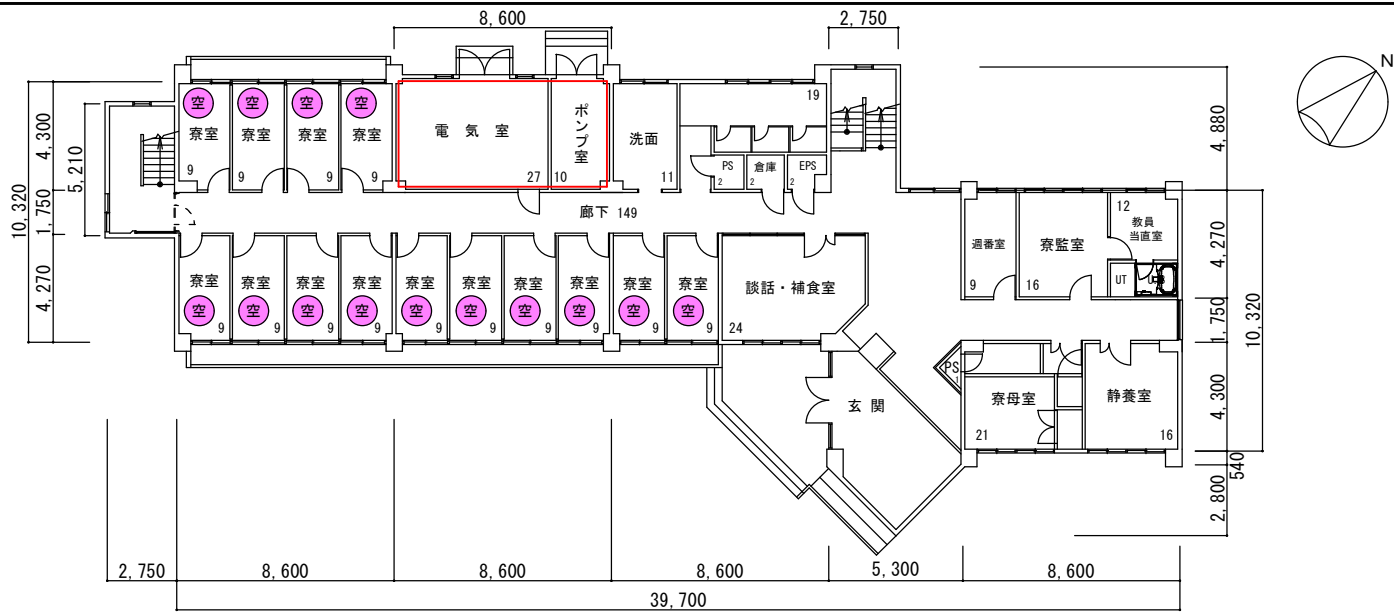 8,600
2,750
N
空 空 空 空
寮室 寮室 寮室 寮室
9 9 9 9
電 気 室
27
ポンプ室
10
洗面
11
19
PS
2
倉庫
2
EPS
2
廊下 149
4,300
5,210
10,320
1,750
4,270
4,880
寮室 寮室 寮室 寮室 寮室 寮室 寮室 寮室 寮室 寮室
空 空 空 空 空 空 空 空 空 空
9 9 9 9 9 9 9 9 9 9
談話・補食室
24
週番室
9
寮監室
16
12
教員
当直室
UT
4,270
1,750
10,320
4,300
540
2,800
PS
1
玄 関
寮母室
21
静養室
16
2,750
8,600
8,600
8,600
5,300
8,600
39,700